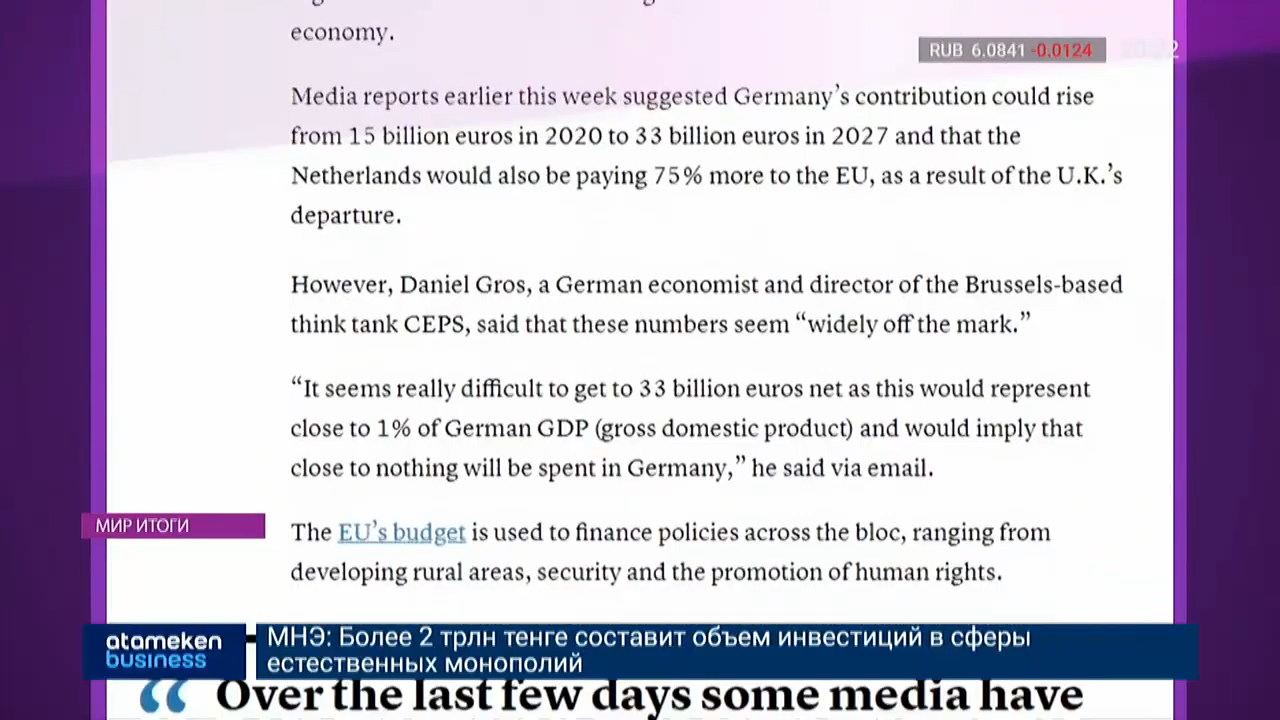 economy.
RUB 6.0841 -0.0124
Media reports earlier this week suggested Germany's contribution could rise
from 15 billion euros in 2020 to 33 billion euros in 2027 and that the
Netherlands would also be paying 75% more to the EU, as a result of the U.K.'s
departure.
However, Daniel Gros, a German economist and director of the Brussels-based
think tank CEPS, said that these numbers seem “widely off the mark.”
“It seems really difficult to get to 33 billion euros net as this would represent
close to 1% of German GDP (gross domestic product) and would imply that
close to nothing will be spent in Germany,” he said via email.
МИР ИТОГИ
The EU's budget is used to finance policies across the bloc, ranging from
developing rural areas, security and the promotion of human rights.
atameken
business
МНЭ: Более 2 трлн тенге составит объем инвестиций в сферы
естественных монополий
“Over the last few days some media have